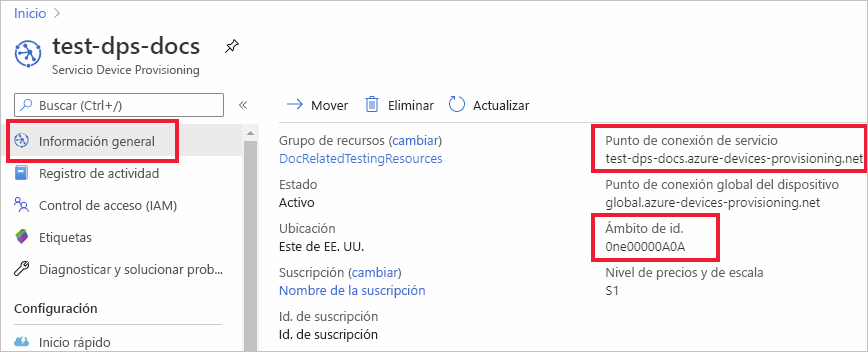 Inicio
test-dps-docs
Servicio Device Provisioning
Buscar (Ctrl+/)
Información general
Registro de actividad
Control de acceso (IAM)
Etiquetas
Diagnosticar y solucionar prob...
Configuración
Inicio rápido
Mover
Eliminar
Actualizar
Grupo de recursos (cambiar)
DocRelatedTestingResources
Estado
Activo
Ubicación
Este de EE. UU.
Suscripción (cambiar)
Nombre de la suscripción
Id. de suscripción
Id. de suscripción
Punto de conexión de servicio
test-dps-docs.azure-devices-provisioning.net
Punto de conexión global del dispositivo
global.azure-devices-provisioning.net
Ámbito de id.
0ne00000A0A
Nivel de precios y de escala
S1